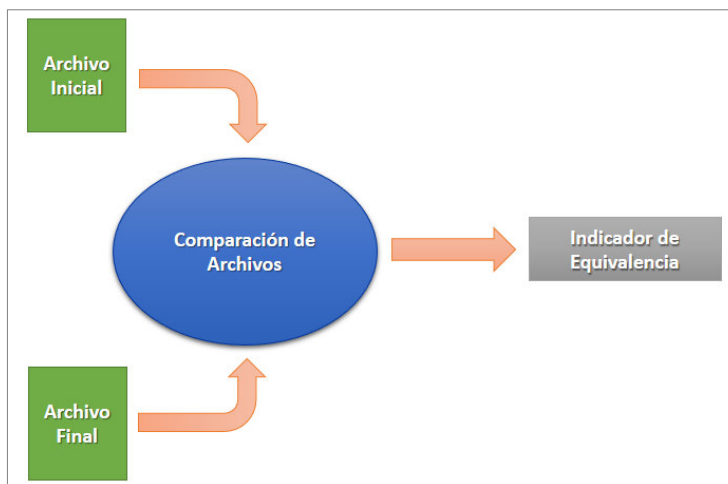 Archivo
Inicial
Comparación de
Archivos
Indicador de
Equivalencia
Archivo
Final